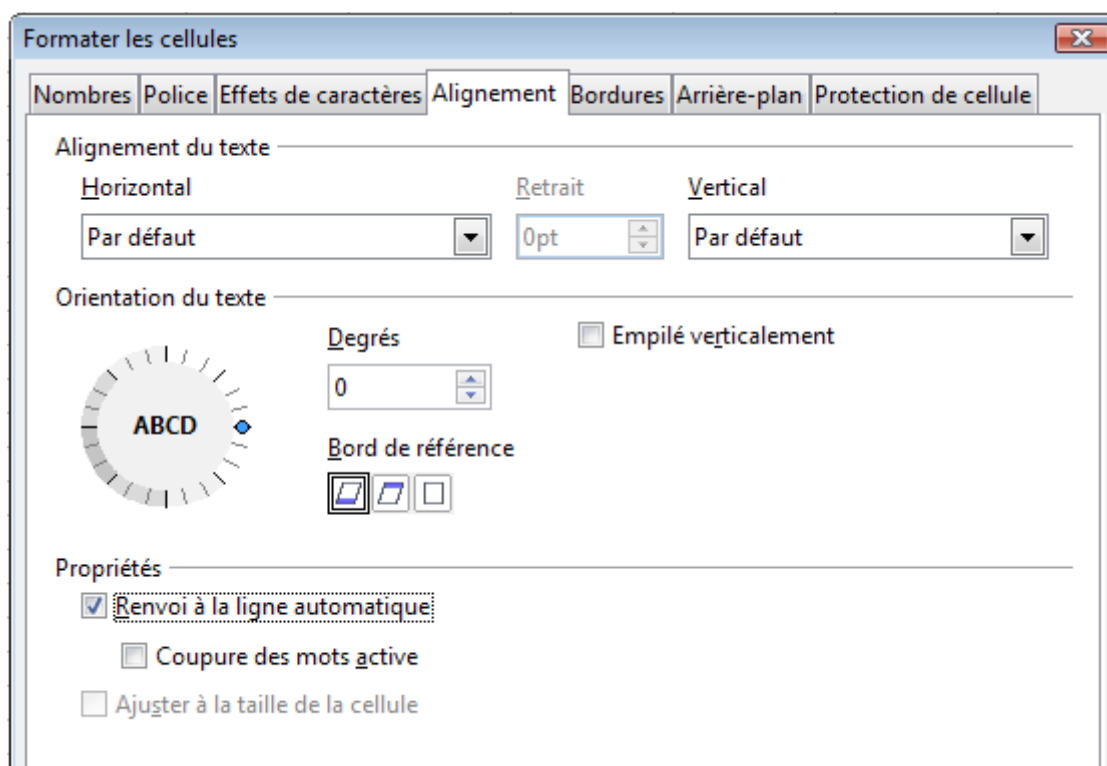 Formater les cellules
Nombres Police Effets de caractères Alignement Bordures Arrière-plan Protection de cellule
Alignement du texte
Horizontal Retrait Vertical
Par défaut 0pt Par défaut
Orientation du texte
Degrés Empilé verticalement
0
ABCD
Bord de référence
Propriétés
Renvoi à la ligne automatique
Coupure des mots active
Ajuster à la taille de la cellule